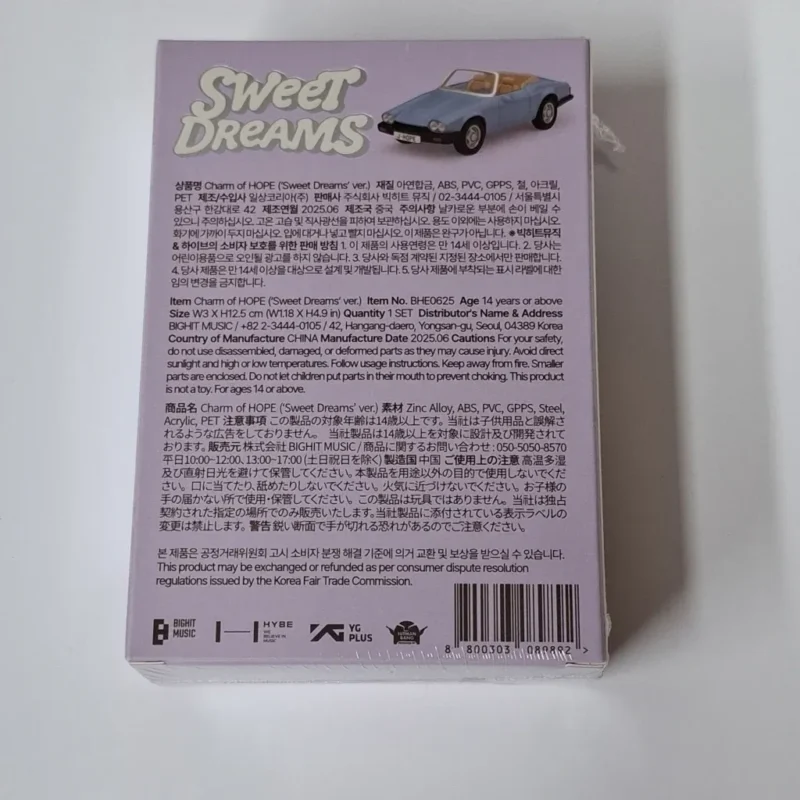 SWEET
DREAMS
J-HOPE
상품명 Charm of HOPE ('Sweet Dreams' ver.) 재질 아연합금, ABS, PVC, GPPS, 철, 아크릴,
PET 제조/수입사 일상코리아(주) 판매사 주식회사 빅히트 뮤직 / 02-3444-0105 / 서울특별시
용산구 한강대로 42 제조연월 2025.06 제조국 중국 주의사항 날카로운 부분에 손이 베일 수
있으니 주의하십시오. 고온 고습 및 직사광선을 피하여 보관하십시오. 용도 이외에는 사용하지 마십시오.
화기에 가까이 두지 마십시오. 입에 대거나 넣고 빨지 마십시오. 이 제품은 완구가 아닙니다. ※ 빅히트뮤직
& 하이브의 소비자 보호를 위한 판매 방침 1. 이 제품의 사용연령은 만 14세 이상입니다. 2. 당사는
어린이용품으로 오인될 광고를 하지 않습니다. 3. 당사와 독점 계약된 지정된 장소에서만 판매합니다.
4. 당사 제품은 만 14세 이상을 대상으로 설계 및 개발됩니다. 5. 당사 제품에 부착되는 표시 라벨에 대한
임의 변경을 금지합니다.
Item Charm of HOPE ('Sweet Dreams' ver.) Item No. BHE0625 Age 14 years or above
Size W3 X H12.5 cm (W1.18 X H4.9 in) Quantity 1 SET Distributor's Name & Address
BIGHIT MUSIC / +82 2-3444-0105 / 42, Hangang-daero, Yongsan-gu, Seoul, 04389 Korea
Country of Manufacture CHINA Manufacture Date 2025.06 Cautions For your safety,
do not use disassembled, damaged, or deformed parts as they may cause injury. Avoid direct
sunlight and high or low temperatures. Follow usage instructions. Keep away from fire. Smaller
parts are enclosed. Do not let children put parts in their mouth to prevent choking. This product
is not a toy. For ages 14 or above.
商品名 Charm of HOPE ('Sweet Dreams' ver.) 素材 Zinc Alloy, ABS, PVC, GPPS, Steel,
Acrylic, PET 注意事項 この製品の対象年齢は14歳以上です。当社は子供用品と誤解さ
れるような広告をしておりません。 当社製品は14歳以上を対象に設計及び開発されて
おります。販売元 株式会社 BIGHIT MUSIC / 商品に関するお問い合わせ : 050-5050-8570
平日10:00~12:00、13:00~17:00 (土日祝日を除く) 製造国 中国 ご使用上の注意 高温多湿
及び直射日光を避けて保管してください。本製品を用途以外の目的で使用しないでくだ
さい。口に当てたり、舐めたりしないでください。火気に近づけないでください。お子様の
手の届かない所で使用・保管してください。 この製品は玩具ではありません。 当社は独占
契約された指定の場所でのみ販売いたします。当社製品に添付されている表示ラベルの
変更は禁止します。警告 鋭い断面で手が切れる恐れがあるのでご注意ください。
본 제품은 공정거래위원회 고시 소비자 분쟁 해결 기준에 의거 교환 및 보상을 받으실 수 있습니다.
This product may be exchanged or refunded as per consumer dispute resolution
regulations issued by the Korea Fair Trade Commission.
BIGHIT
MUSIC
HYBE
WE
BELIEVE IN
MUSIC
YG
PLUS
HITMAN
BANG
8 800303 089892 >